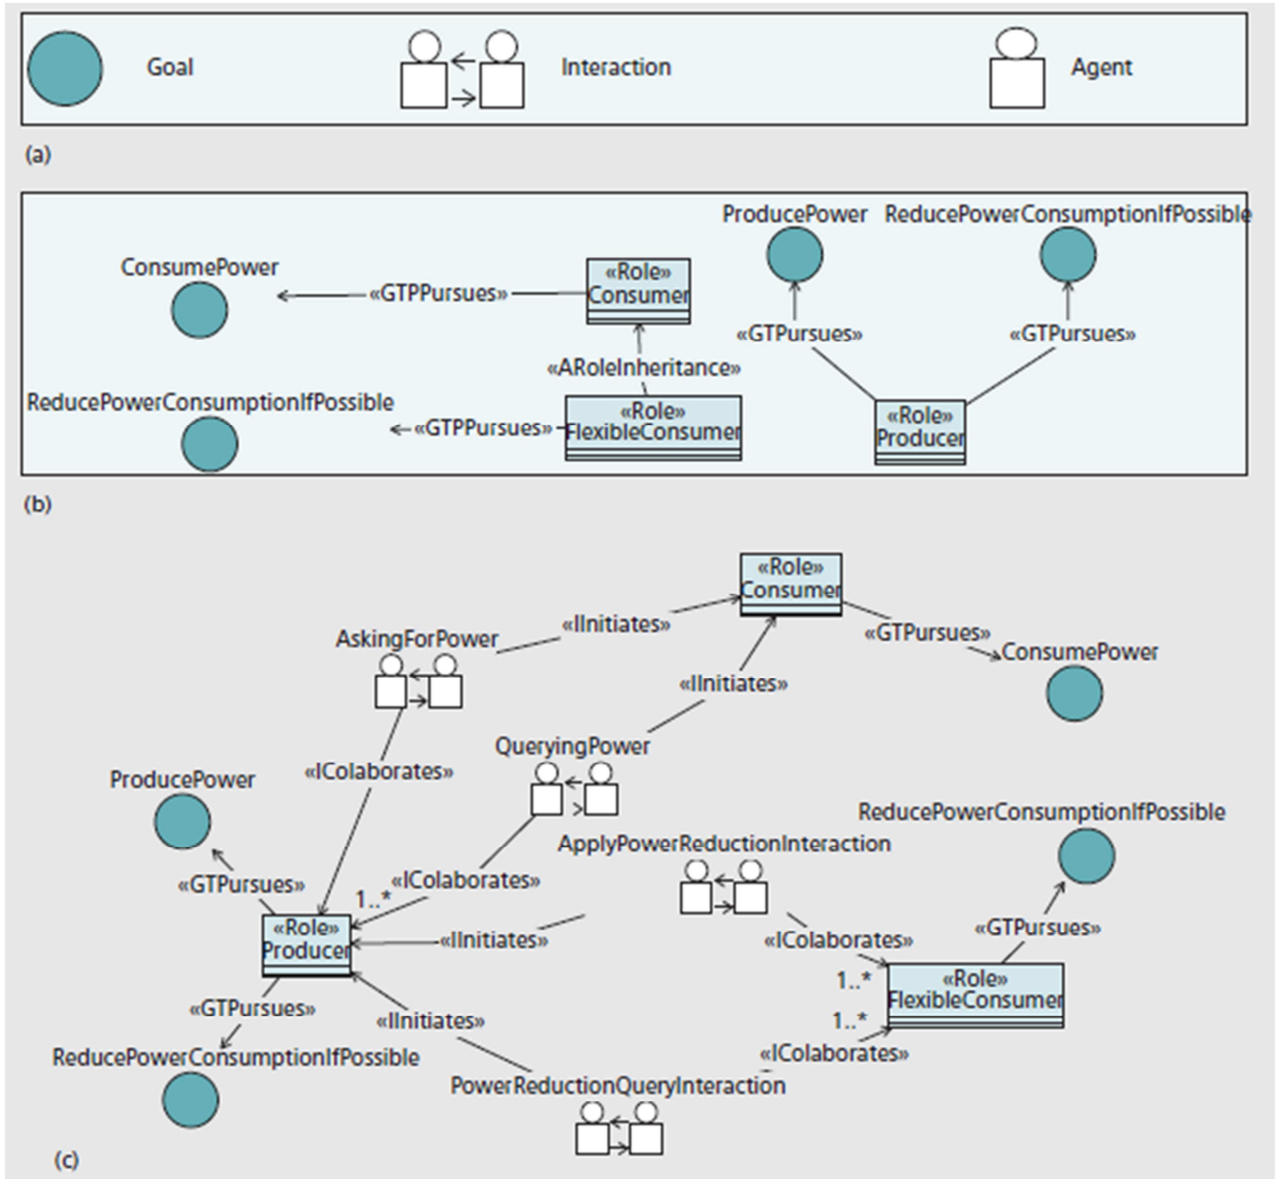 Goal
Interaction
Agent
(a)
ProducePower
ReducePowerConsumptionIfPossible
ConsumePower
«Role»
Consumer
«GTPPursues»
«GTPursues»
«GTPursues»
«ARoleInheritance»
ReducePowerConsumptionIfPossible
«GTPPursues»
«Role»
FlexibleConsumer
«Role»
Producer
(b)
«Role»
Consumer
«IInitiates»
«GTPursues»
AskingForPower
ConsumePower
«IInitiates»
QueryingPower
«IColaborates»
ProducePower
ReducePowerConsumptionIfPossible
ApplyPowerReductionInteraction
«GTPursues»
«IColaborates»
1..*
«Role»
Producer
«IInitiates»
«IColaborates»
«GTPursues»
1..*
«Role»
FlexibleConsumer
«GTPursues»
«IInitiates»
1..*
«IColaborates»
ReducePowerConsumptionIfPossible
PowerReductionQueryInteraction
(c)